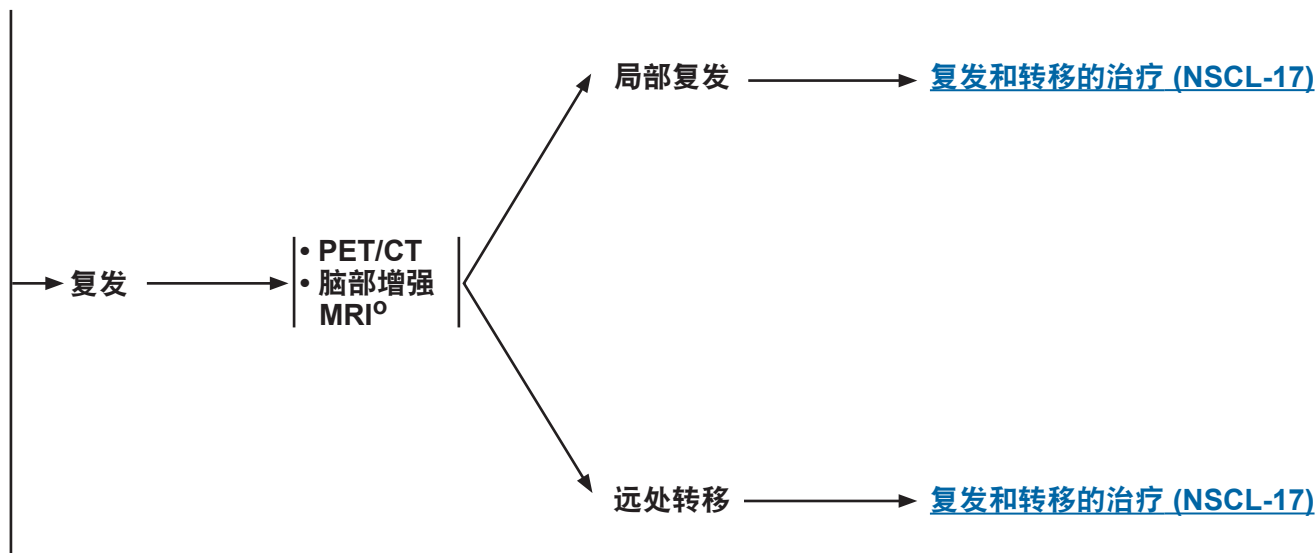 局部复发
复发和转移的治疗 (NSCL-17)
复发
• PET/CT
• 脑部增强
MRIᴼ
远处转移
复发和转移的治疗 (NSCL-17)